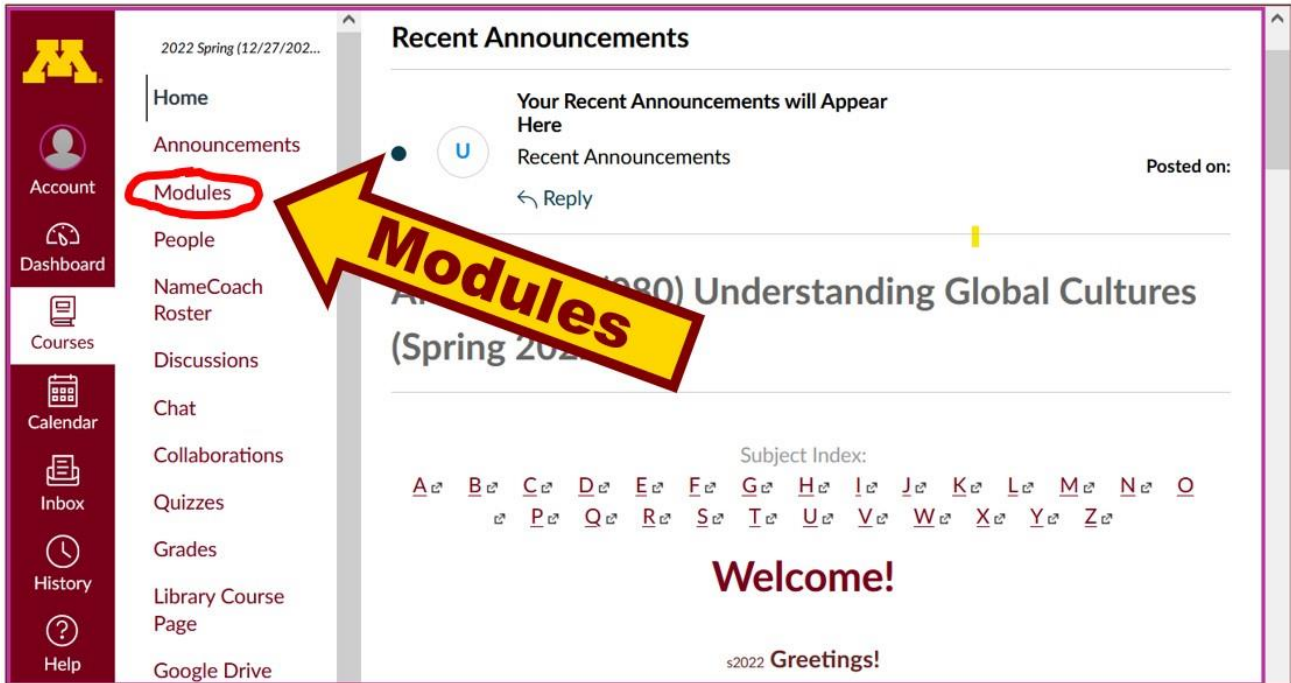 M
Account
Dashboard
Courses
Calendar
Inbox
History
Help
2022 Spring (12/27/202...
Home
Announcements
Modules
People
NameCoach
Roster
Discussions
Chat
Collaborations
Quizzes
Grades
Library Course
Page
Google Drive
Modules
Recent Announcements
Your Recent Announcements will Appear
Here
U
Recent Announcements
Posted on:
Reply
Understanding Global Cultures
(Spring
Subject Index:
A B C D E F G H I J K L M N O
P Q R S T U V W X Y Z
Welcome!
s2022 Greetings!